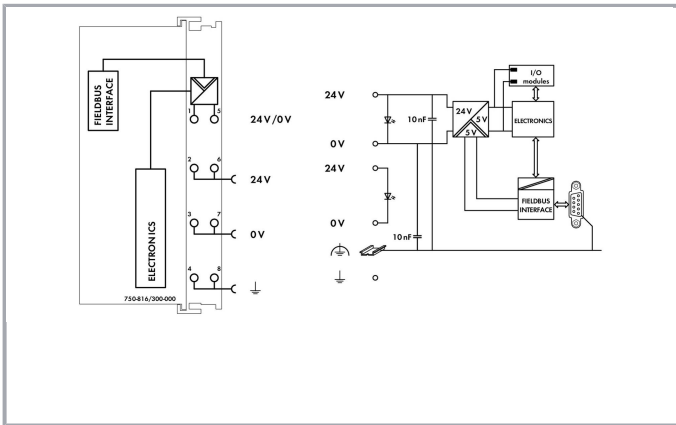 FIELDBUS
INTERFACE
1 5
24 V/0 V
2 6
24 V
ELECTRONICS
3 7
0 V
4 8
750-816/300-000
24 V
10 nF
0 V
24 V
0 V
10 nF
24 V
5 V
5 V
I/O
modules
ELECTRONICS
FIELDBUS
INTERFACE